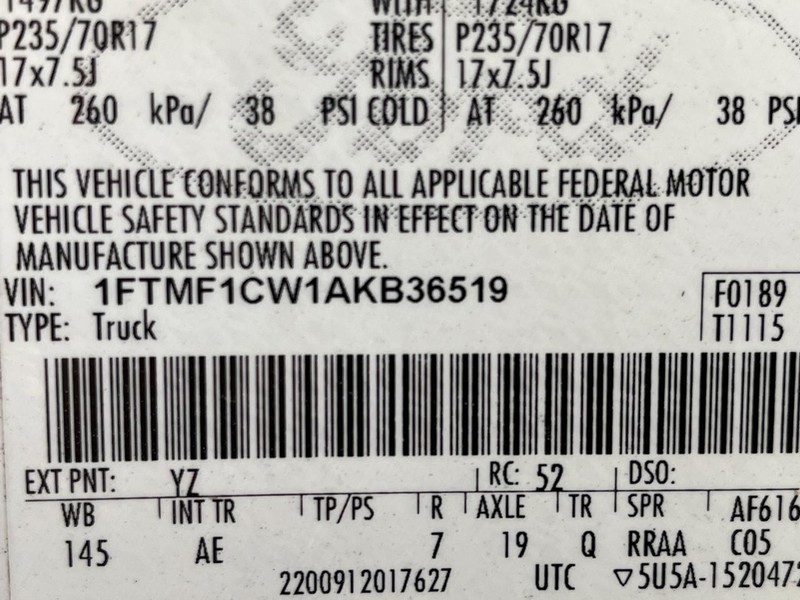 1497KG WITH 1724KG
P235/70R17 TIRES P235/70R17
17x7.5J RIMS 17x7.5J
AT 260 kPa/ 38 PSI COLD AT 260 kPa/ 38 PSI
THIS VEHICLE CONFORMS TO ALL APPLICABLE FEDERAL MOTOR
VEHICLE SAFETY STANDARDS IN EFFECT ON THE DATE OF
MANUFACTURE SHOWN ABOVE.
VIN: 1FTMF1CW1AKB36519 F0189
TYPE: Truck T1115
EXT PNT: YZ RC: 52 DSO:
WB INT TR TP/PS R AXLE TR SPR AF616
145 AE 7 19 Q RRAA C05
2200912017627 UTC ▽5U5A-1520472